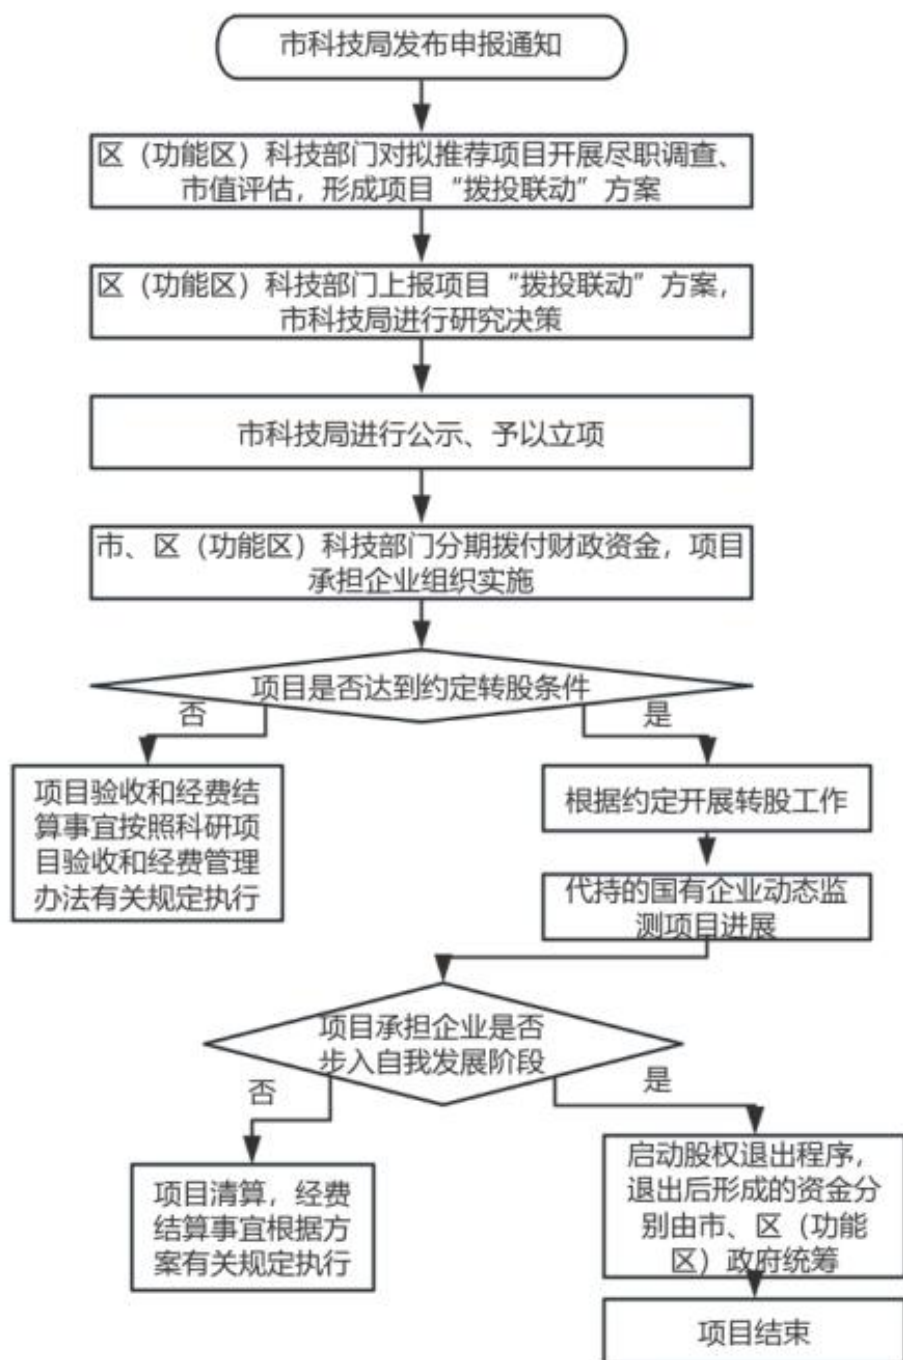 市科技局发布申报通知
区（功能区）科技部门对拟推荐项目开展尽职调查、
市值评估，形成项目“拨投联动”方案
区（功能区）科技部门上报项目“拨投联动”方案，
市科技局进行研究决策
市科技局进行公示、予以立项
市、区（功能区）科技部门分期拨付财政资金，项目
承担企业组织实施
项目是否达到约定转股条件
否
是
项目验收和经费结
算事宜按照科研项
目验收和经费管理
办法有关规定执行
根据约定开展转股工作
代持的国有企业动态监
测项目进展
项目承担企业是否
步入自我发展阶段
否
是
项目清算，经费
结算事宜根据方
案有关规定执行
启动股权退出程序，
退出后形成的资金分
别由市、区（功能
区）政府统筹
项目结束